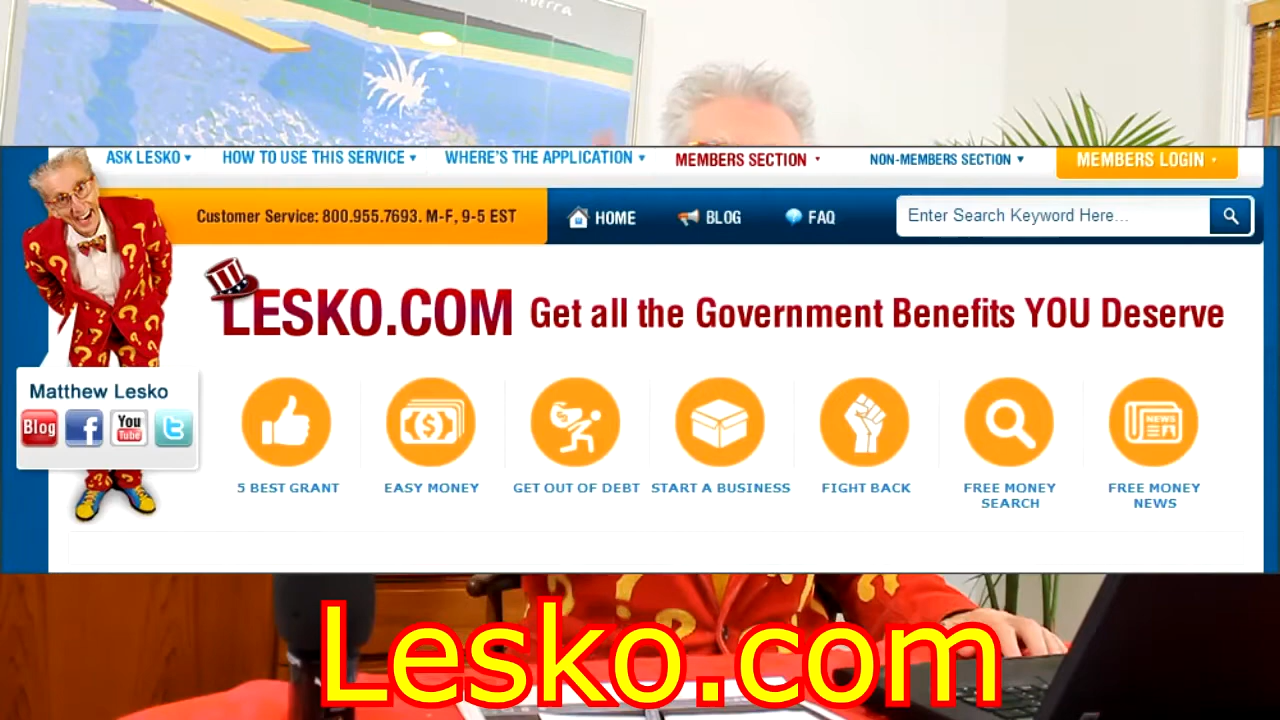 ASK LESKO HOW TO USE THIS SERVICE WHERE'S THE APPLICATION MEMBERS SECTION NON-MEMBERS SECTION MEMBERS LOGIN
Customer Service: 800.955.7693. M-F, 9-5 EST HOME BLOG FAQ Enter Search Keyword Here...
LESKO.COM Get all the Government Benefits YOU Deserve
Matthew Lesko
Blog f You Tube t
5 BEST GRANT EASY MONEY GET OUT OF DEBT START A BUSINESS FIGHT BACK FREE MONEY SEARCH FREE MONEY NEWS
NEWS
Lesko.com